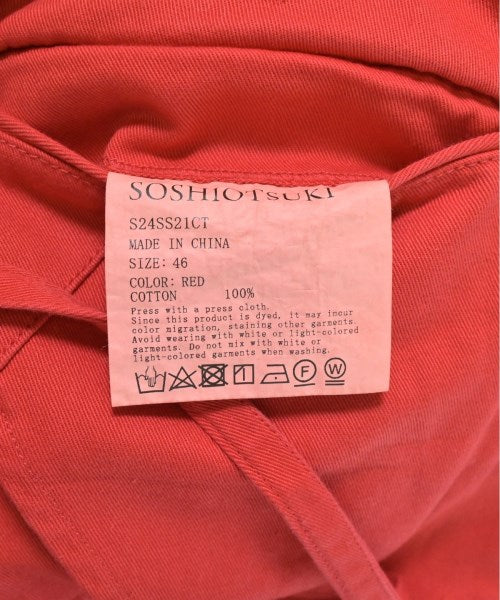 SOSHIOTSUKI
S24SS21CT
MADE IN CHINA
SIZE: 46
COLOR: RED
COTTON 100%
Press with a press cloth.
Since this product is dyed, it may incur
color migration, staining other garments.
Avoid wearing with white or light-colored
garments. Do not mix with white or
light-colored garments when washing.
F W